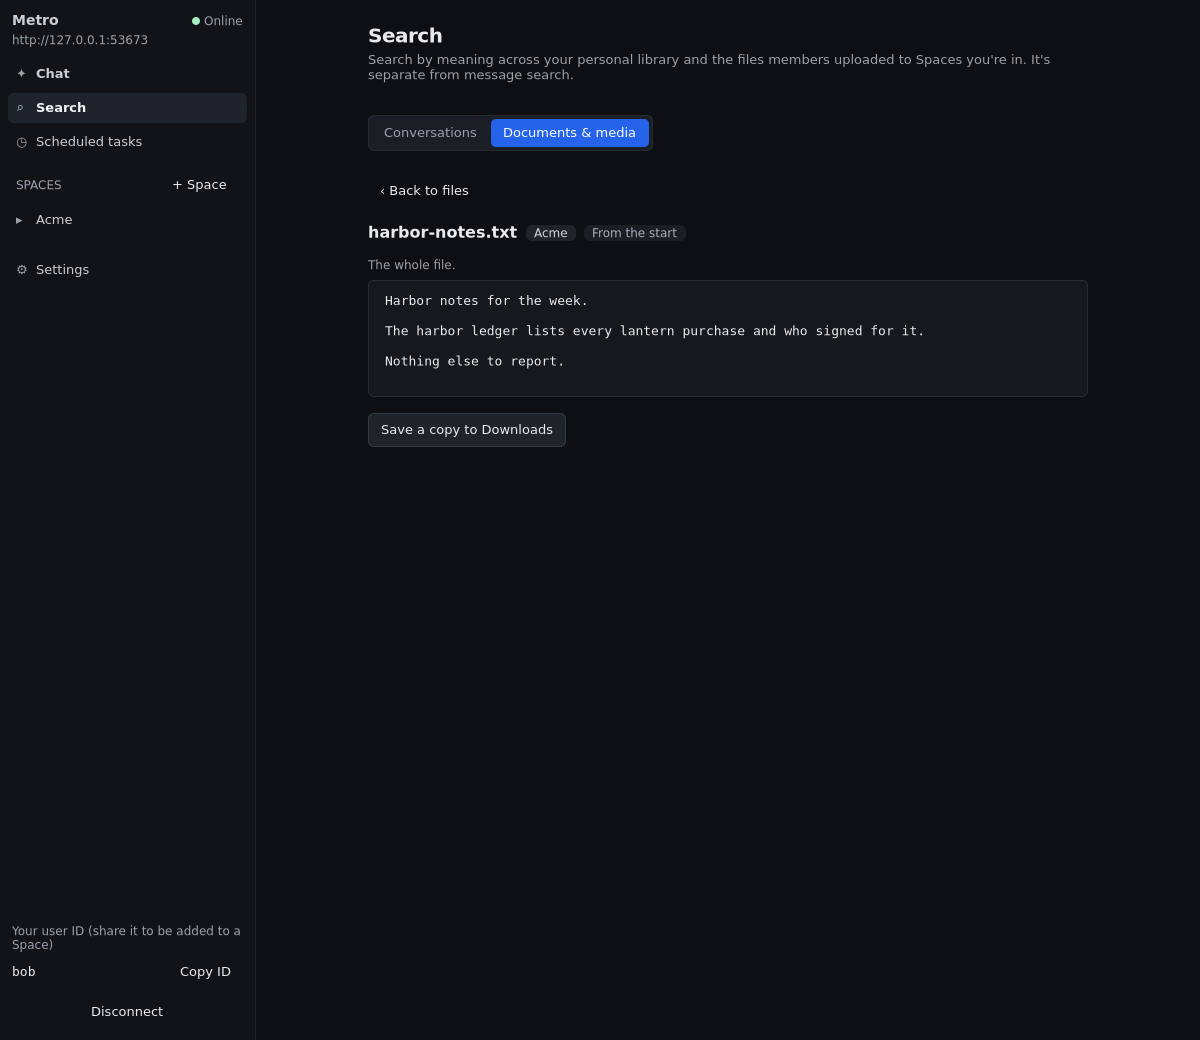 Metro
Online
http://127.0.0.1:53673
Chat
Search
Scheduled tasks
SPACES
+ Space
Acme
Settings
Your user ID (share it to be added to a
Space)
bob
Copy ID
Disconnect
Search
Search by meaning across your personal library and the files members uploaded to Spaces you're in. It's
separate from message search.
Conversations
Documents & media
‹ Back to files
harbor-notes.txt
Acme
From the start
The whole file.
Harbor notes for the week.
The harbor ledger lists every lantern purchase and who signed for it.
Nothing else to report.
Save a copy to Downloads